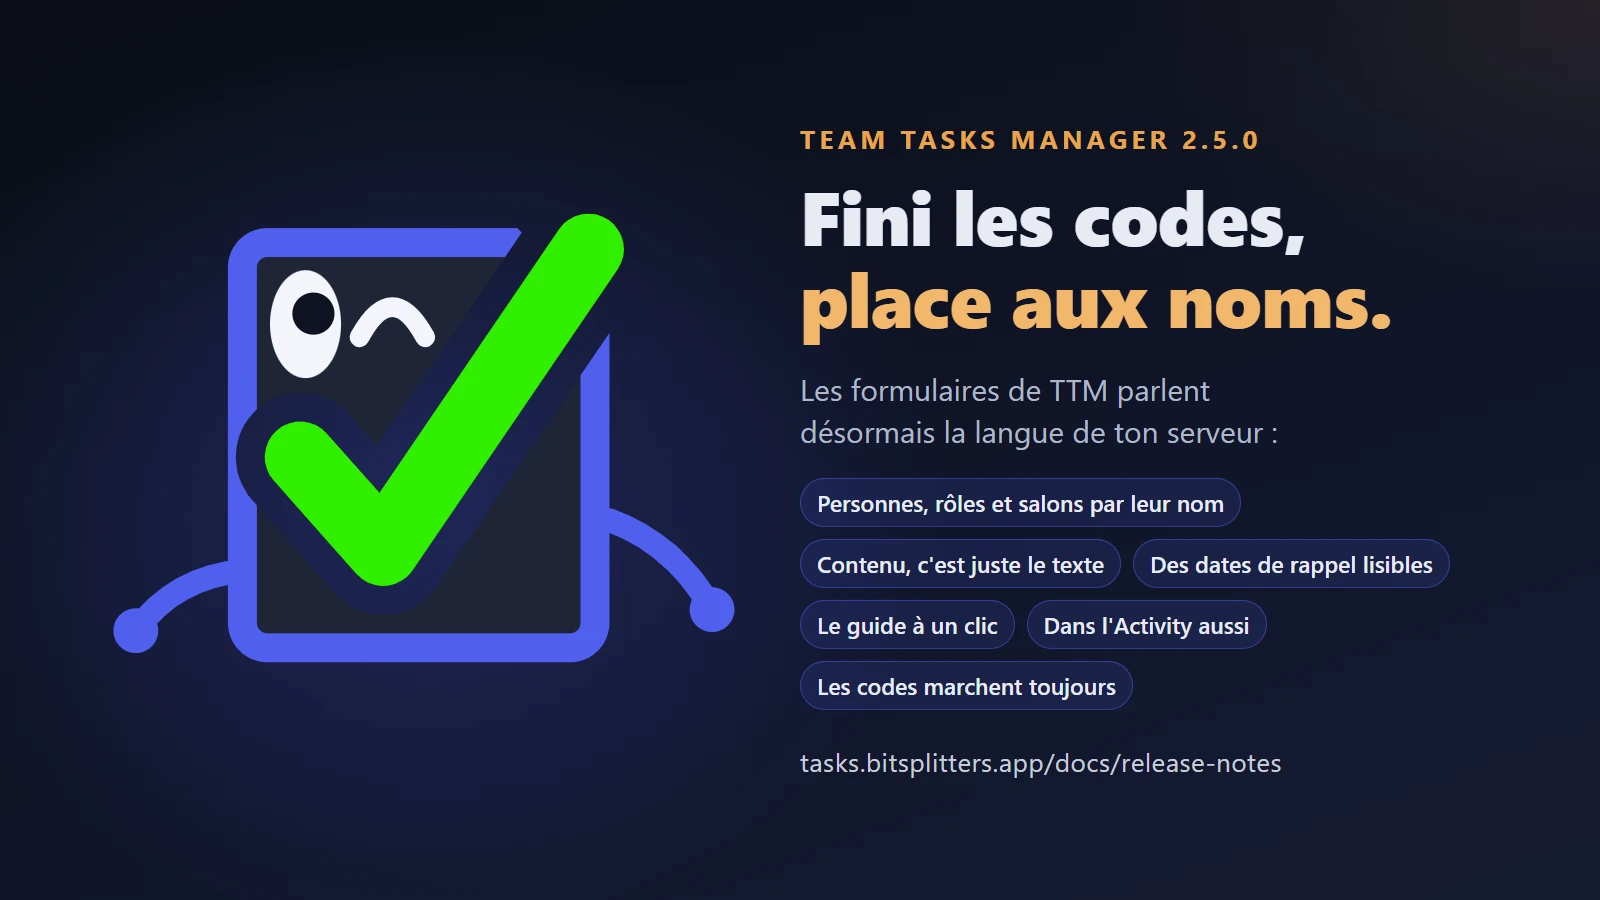 TEAM TASKS MANAGER 2.5.0
Fini les codes,
place aux noms.
Les formulaires de TTM parlent
désormais la langue de ton serveur :
Personnes, rôles et salons par leur nom
Contenu, c'est juste le texte
Des dates de rappel lisibles
Le guide à un clic
Dans l'Activity aussi
Les codes marchent toujours
tasks.bitsplitters.app/docs/release-notes